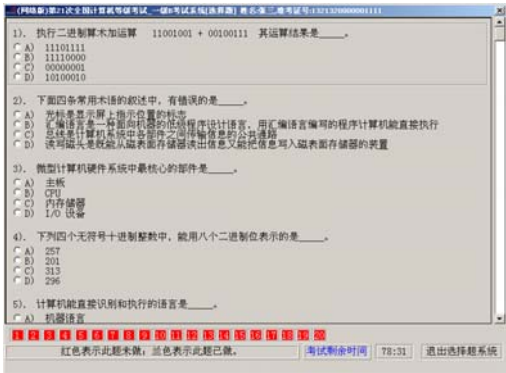 (网络版)第21次全国计算机等级考试_一级B考试系统[选择题] 姓名:张三,准考证号:1321320000001111
1). 执行二进制算术加运算 11001001 + 00100111 其运算结果是_____。
A) 11101111
B) 11110000
C) 00000001
D) 10100010
2). 下面四条常用术语的叙述中，有错误的是_____。
A) 光标是显示屏上指示位置的标志
B) 汇编语言是一种面向机器的低级程序设计语言，用汇编语言编写的程序计算机能直接执行
C) 总线是计算机系统中各部件之间传输信息的公共通路
D) 读写磁头是既能从磁表面存储器读出信息又能把信息写入磁表面存储器的装置
3). 微型计算机硬件系统中最核心的部件是_____。
A) 主板
B) CPU
C) 内存储器
D) I/O 设备
4). 下列四个无符号十进制整数中，能用八个二进制位表示的是_____。
A) 257
B) 201
C) 313
D) 296
5). 计算机能直接识别和执行的语言是_____。
A) 机器语言
1 2 3 4 5 6 7 8 9 10 11 12 13 14 15 16 17 18 19 20
红色表示此题未做；兰色表示此题已做。 考试剩余时间 78:31 退出选择题系统